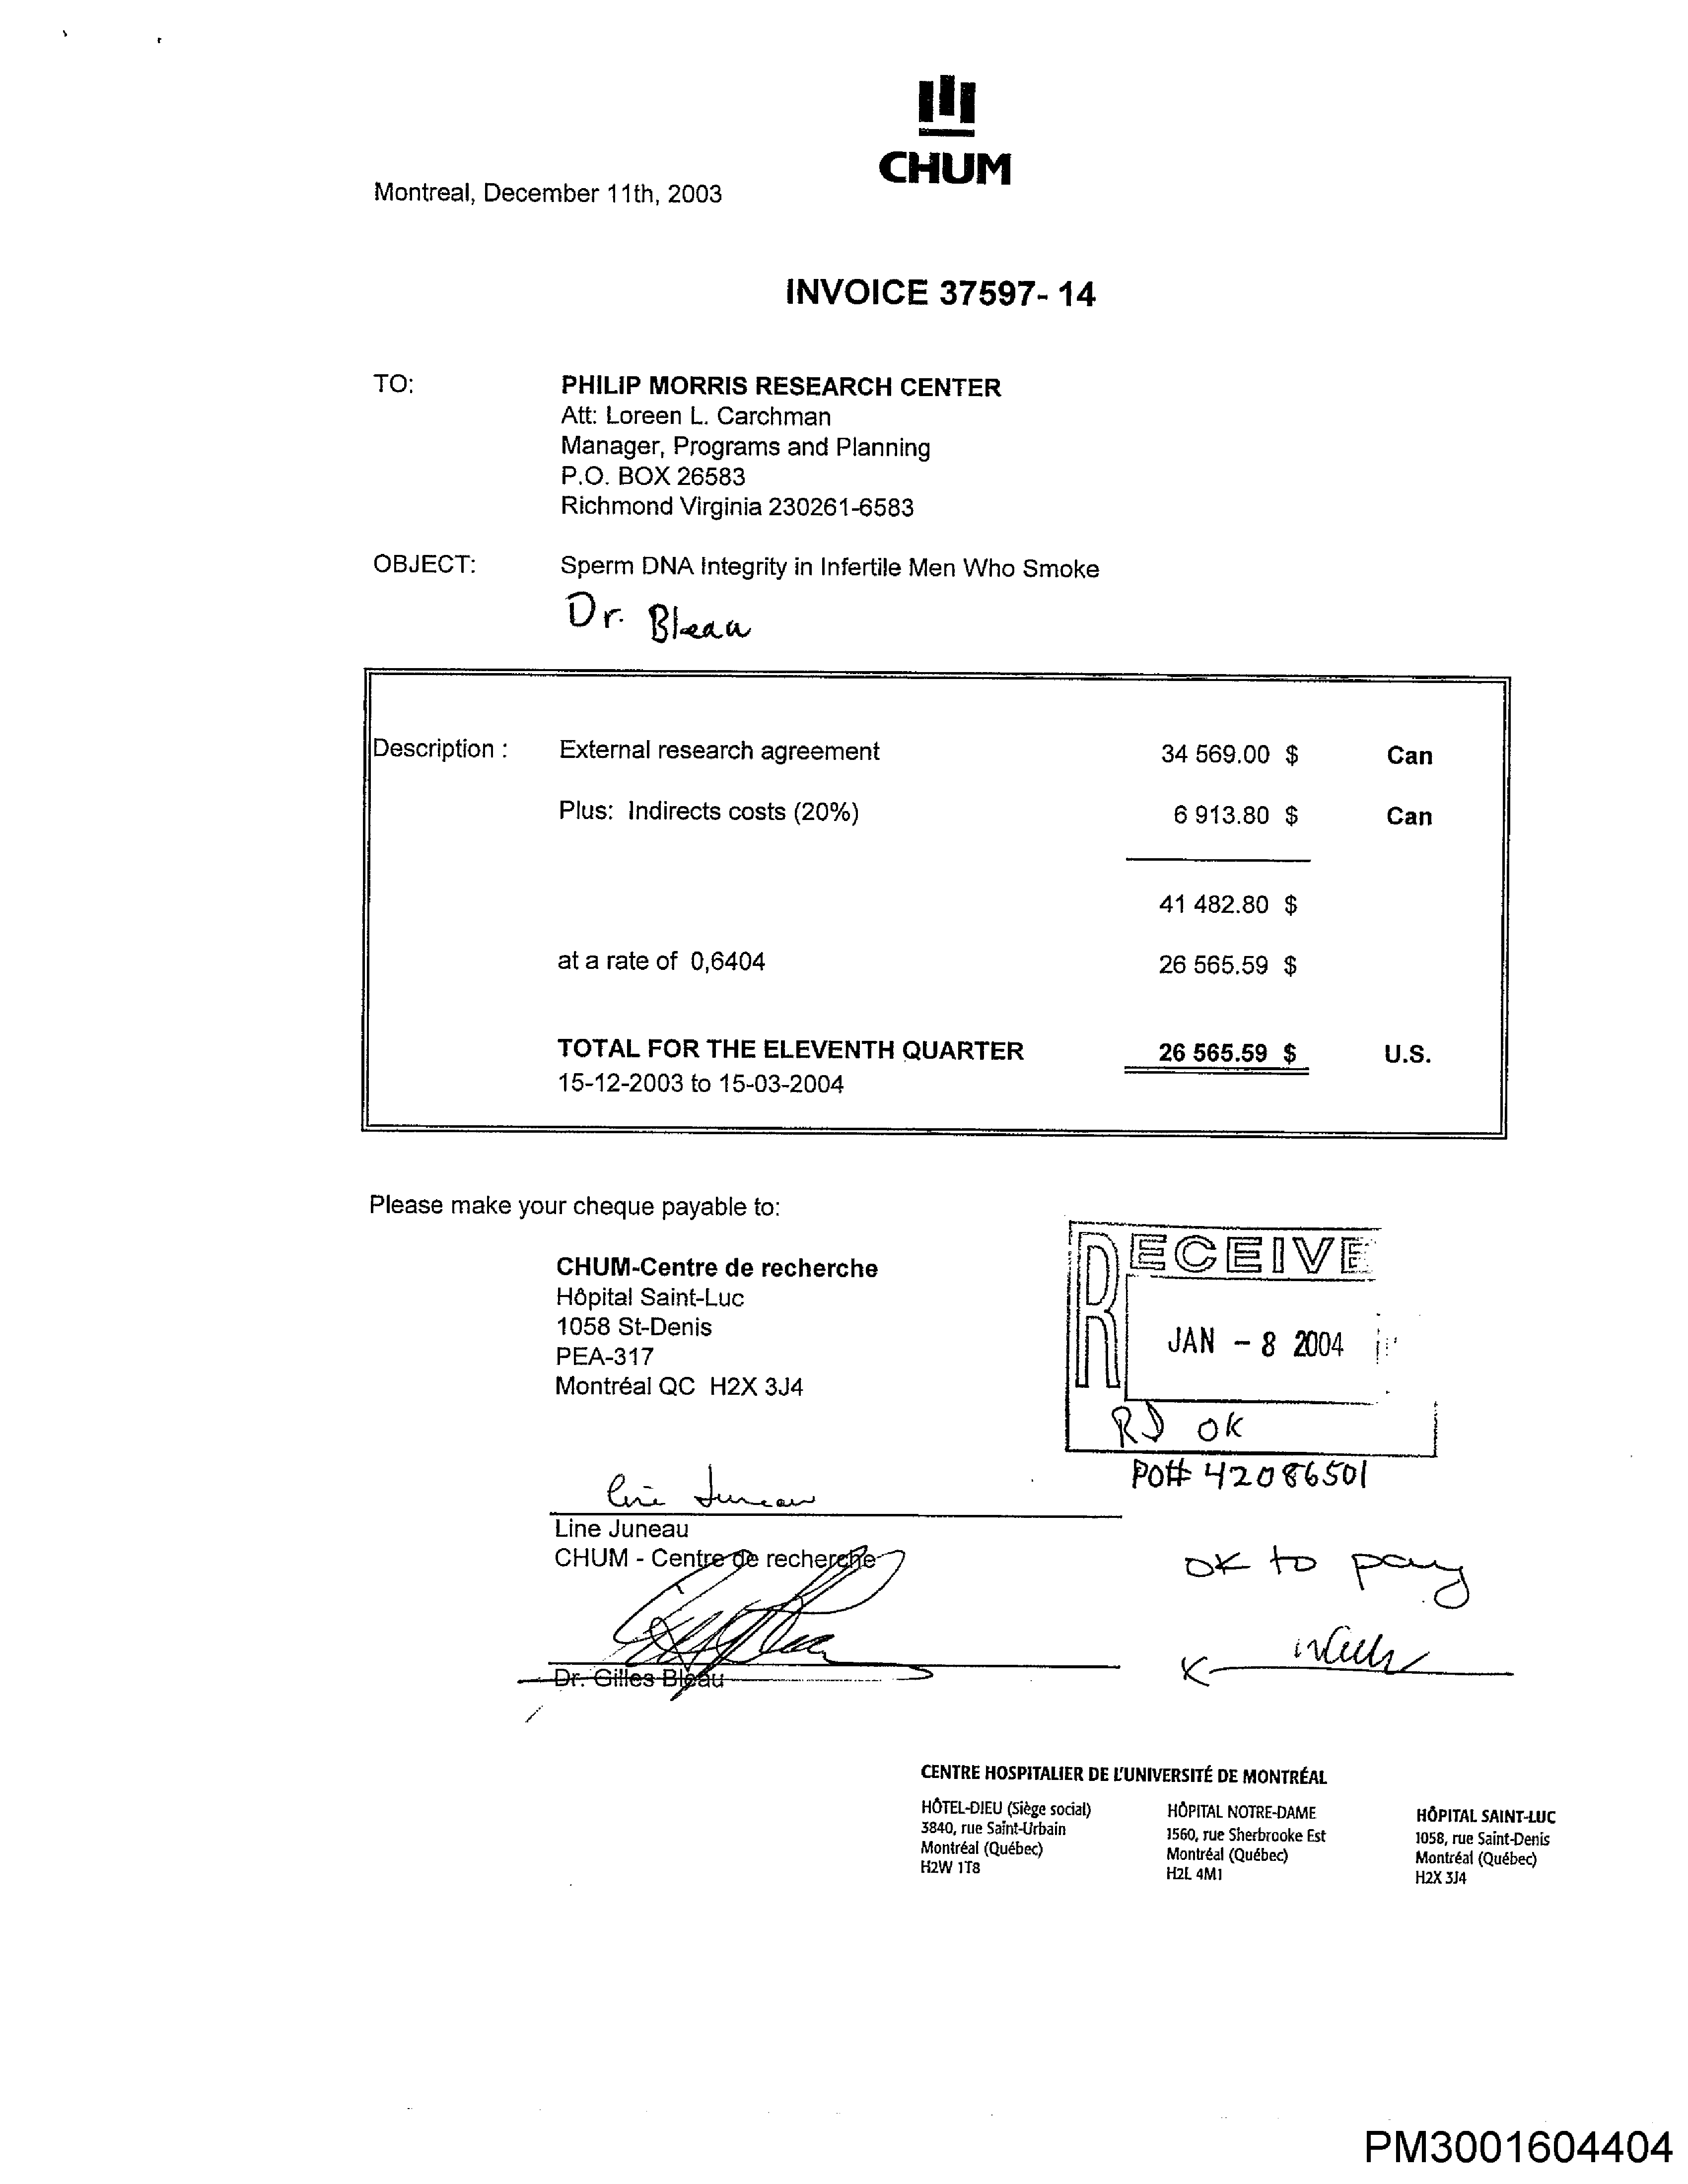 CHUM
Montreal, December 11th, 2003
INVOICE 37597- 14
TO:
PHILIP MORRIS RESEARCH CENTER
Att: Loreen L. Carchman
Manager, Programs and Planning
P.O. BOX 26583
Richmond Virginia 230261-6583
OBJECT:
Sperm DNA Integrity in Infertile Men Who Smoke
Dr. Bleau
Description : External research agreement 34 569.00 $ Can
Plus: Indirects costs (20%) 6 913.80 $ Can
41 482.80 $
at a rate of 0,6404 26 565.59 $
TOTAL FOR THE ELEVENTH QUARTER 26 565.59 $ U.S.
15-12-2003 to 15-03-2004
Please make your cheque payable to:
CHUM-Centre de recherche
Hôpital Saint-Luc
1058 St-Denis
PEA-317
Montréal QC H2X 3J4
RECEIVE
JAN - 8 2004
RD OK
PO# 42086501
Line Juneau
Line Juneau
CHUM - Centre de recherche
ok to pay
Dr. Gilles Bleau
CENTRE HOSPITALIER DE L'UNIVERSITÉ DE MONTRÉAL
HÔTEL-DIEU (Siège social)
3840, rue Saint-Urbain
Montréal (Québec)
H2W 1T8
HÔPITAL NOTRE-DAME
1560, rue Sherbrooke Est
Montréal (Québec)
H2L 4M1
HÔPITAL SAINT-LUC
1058, rue Saint-Denis
Montréal (Québec)
H2X 3J4
PM3001604404